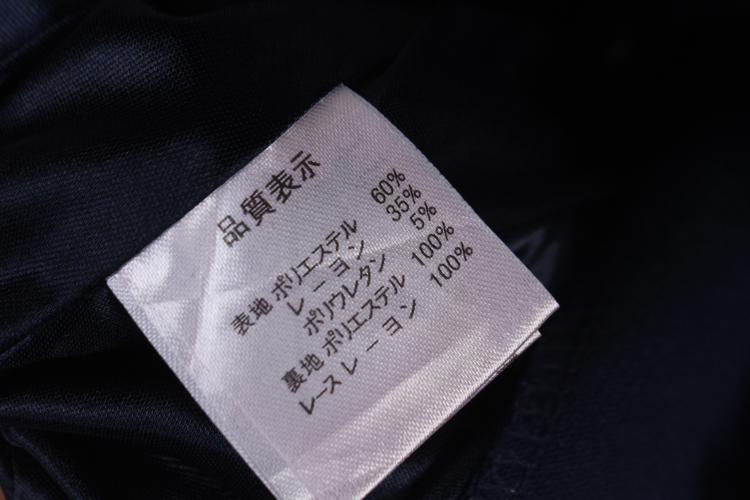 品質表示
表地 ポリエステル 60%
レーヨン 35%
ポリウレタン 5%
裏地 ポリエステル 100%
レース レーヨン 100%